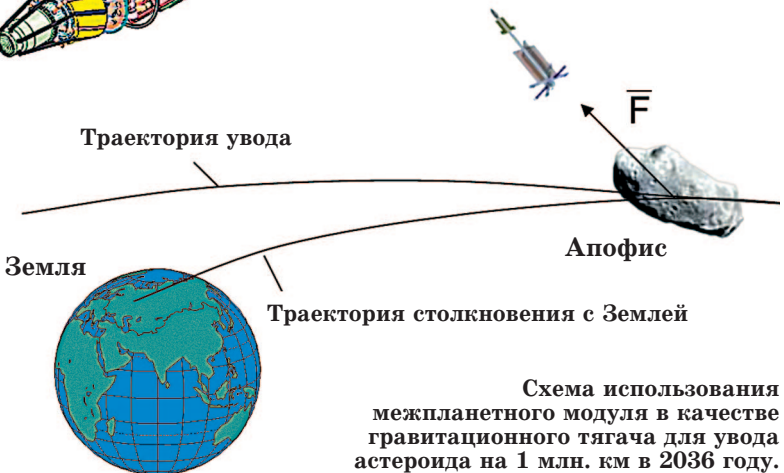 F
Траектория увода
Апофис
Земля
Траектория столкновения с Землей
Схема использования
межпланетного модуля в качестве
гравитационного тягача для увода
астероида на 1 млн. км в 2036 году.